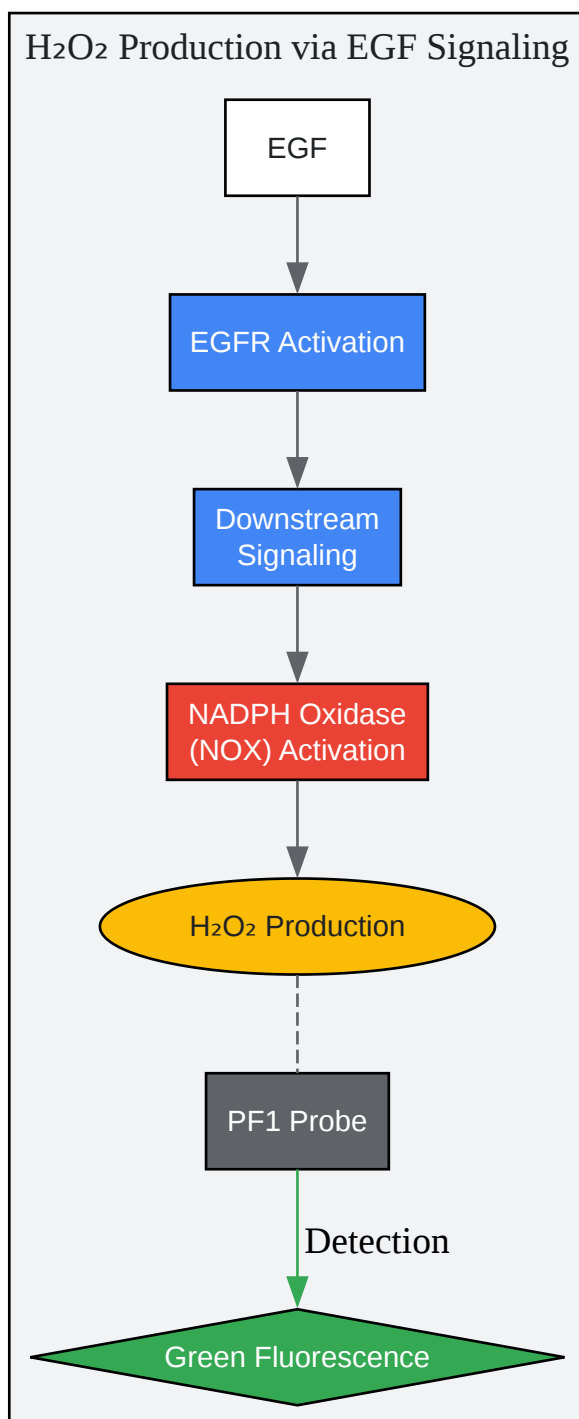 H₂O₂ Production via EGF Signaling
EGF
EGFR Activation
Downstream
Signaling
NADPH Oxidase
(NOX) Activation
H₂O₂ Production
PF1 Probe
Detection
Green Fluorescence